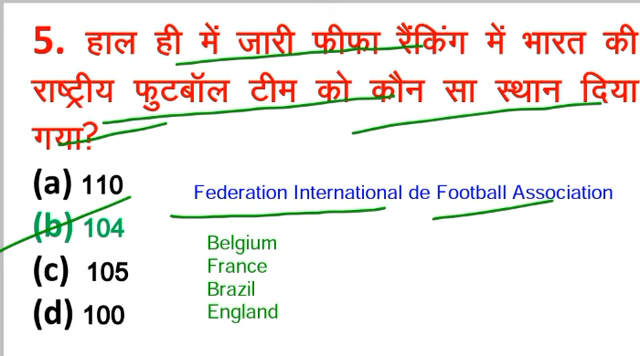 5. हाल ही में जारी फीफा रैंकिंग में भारत की
राष्ट्रीय फुटबॉल टीम को कौन सा स्थान दिया
गया?
(a) 110
Federation International de Football Association
(b) 104
Belgium
(c) 105
France
Brazil
(d) 100
England